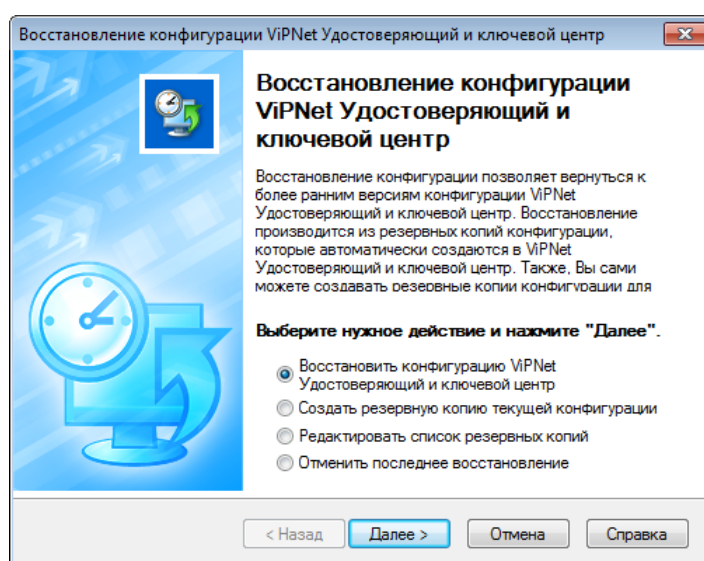 Восстановление конфигурации ViPNet Удостоверяющий и ключевой центр
Восстановление конфигурации
ViPNet Удостоверяющий и
ключевой центр
Восстановление конфигурации позволяет вернуться к
более ранним версиям конфигурации ViPNet
Удостоверяющий и ключевой центр. Восстановление
производится из резервных копий конфигурации,
которые автоматически создаются в ViPNet
Удостоверяющий и ключевой центр. Также, Вы сами
можете создавать резервные копии конфигурации для
Выберите нужное действие и нажмите "Далее".
Восстановить конфигурацию ViPNet
Удостоверяющий и ключевой центр
Создать резервную копию текущей конфигурации
Редактировать список резервных копий
Отменить последнее восстановление
< Назад Далее > Отмена Справка